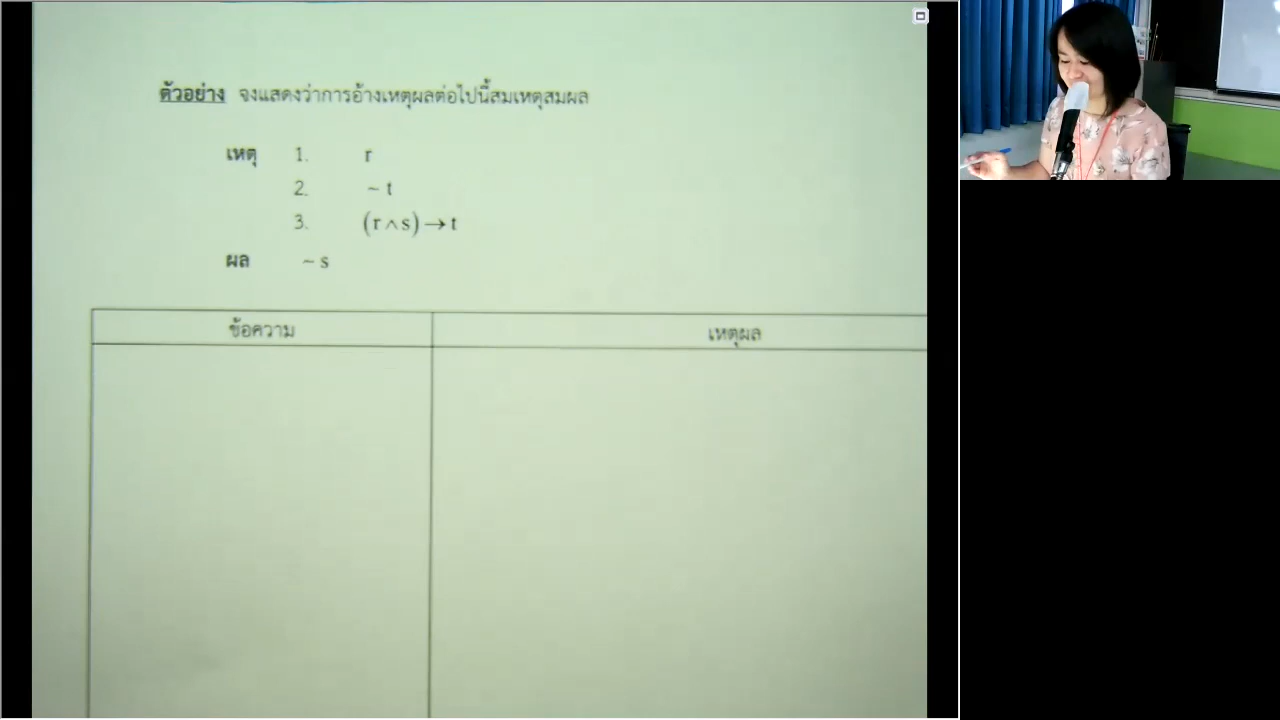 ตัวอย่าง จงแสดงว่าการอ้างเหตุผลต่อไปนี้สมเหตุสมผล
เหตุ 1. r
2. ~ t
3. (r ∧ s) → t
ผล ~ s
ข้อความ เหตุผล